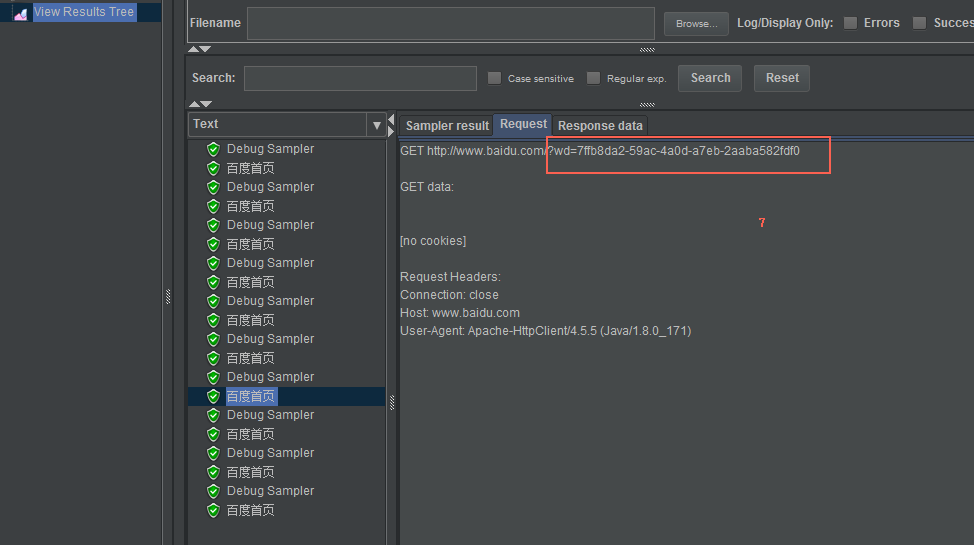 View Results Tree
Filename
Browse...
Log/Display Only:
Errors
Succes
Search:
Case sensitive
Regular exp.
Search
Reset
Text
Sampler result
Request
Response data
Debug Sampler
百度首页
Debug Sampler
百度首页
Debug Sampler
百度首页
Debug Sampler
百度首页
Debug Sampler
百度首页
Debug Sampler
百度首页
Debug Sampler
百度首页
Debug Sampler
百度首页
Debug Sampler
百度首页
Debug Sampler
百度首页
GET http://www.baidu.com/?wd=7ffb8da2-59ac-4a0d-a7eb-2aaba582fdf0
GET data:
7
[no cookies]
Request Headers:
Connection: close
Host: www.baidu.com
User-Agent: Apache-HttpClient/4.5.5 (Java/1.8.0_171)